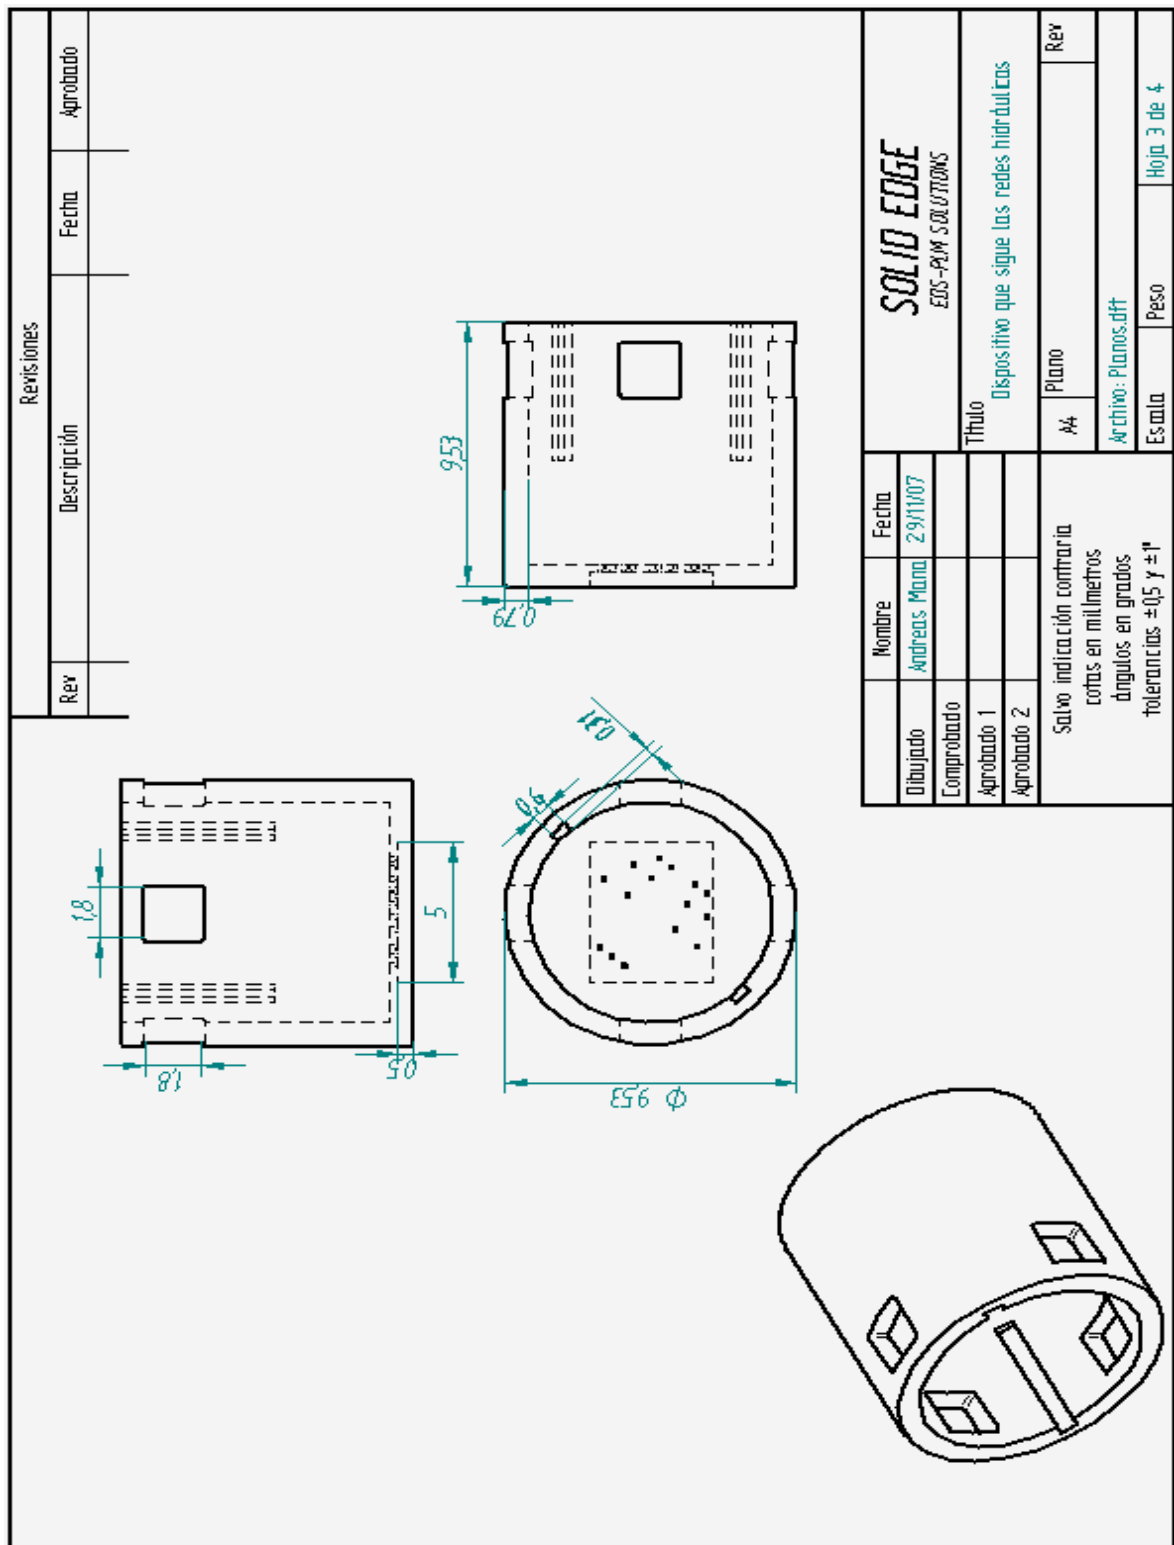 Revisiones
Rev Descripción Fecha Aprobado
1,8
1,8
0,5
5
9,53
0,79
0,4
0,31
Φ 9,53
Nombre Fecha
Dibujado Andreas Mana 29/11/07
Comprobado
Aprobado 1
Aprobado 2
Salvo indicación contraria
cotas en milímetros
ángulos en grados
tolerancias ±0,5 y ±1º
SOLID EDGE
EDS-PLM SOLUTIONS
Título
Dispositivo que sigue las redes hidráulicas
A4 Plano Rev
Archivo: Planos.dft
Escala Peso Hoja 3 de 4